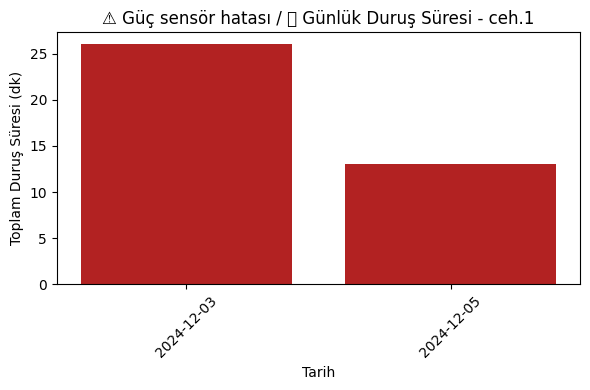 ⚠ Güç sensör hatası / ▯ Günlük Duruş Süresi - ceh.1
Toplam Duruş Süresi (dk)
25
20
15
10
5
0
2024-12-03
2024-12-05
Tarih